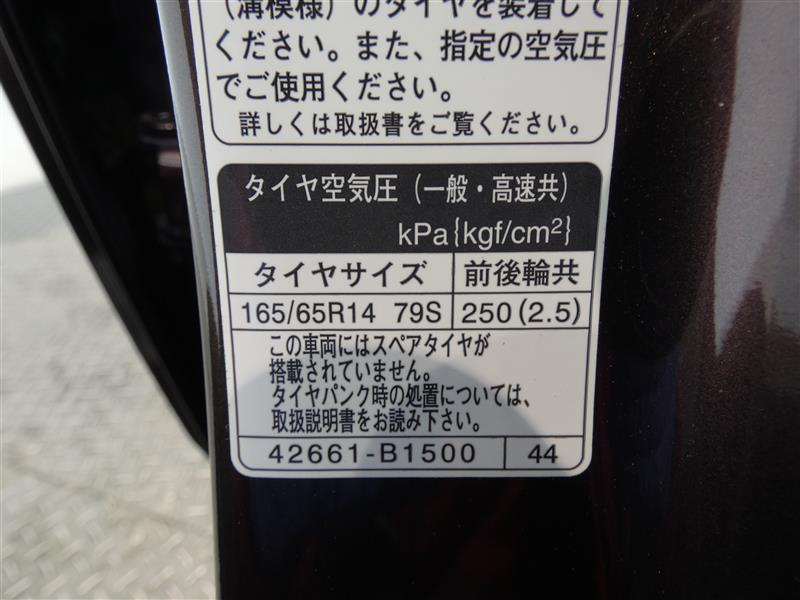 （溝模様）のタイヤを装着して
ください。また、指定の空気圧
でご使用ください。
詳しくは取扱書をご覧ください。
タイヤ空気圧（一般・高速共）
kPa{kgf/cm²}
タイヤサイズ 前後輪共
165/65R14 79S 250(2.5)
この車両にはスペアタイヤが
搭載されていません。
タイヤパンク時の処置については、
取扱説明書をお読み下さい。
42661-B1500 44